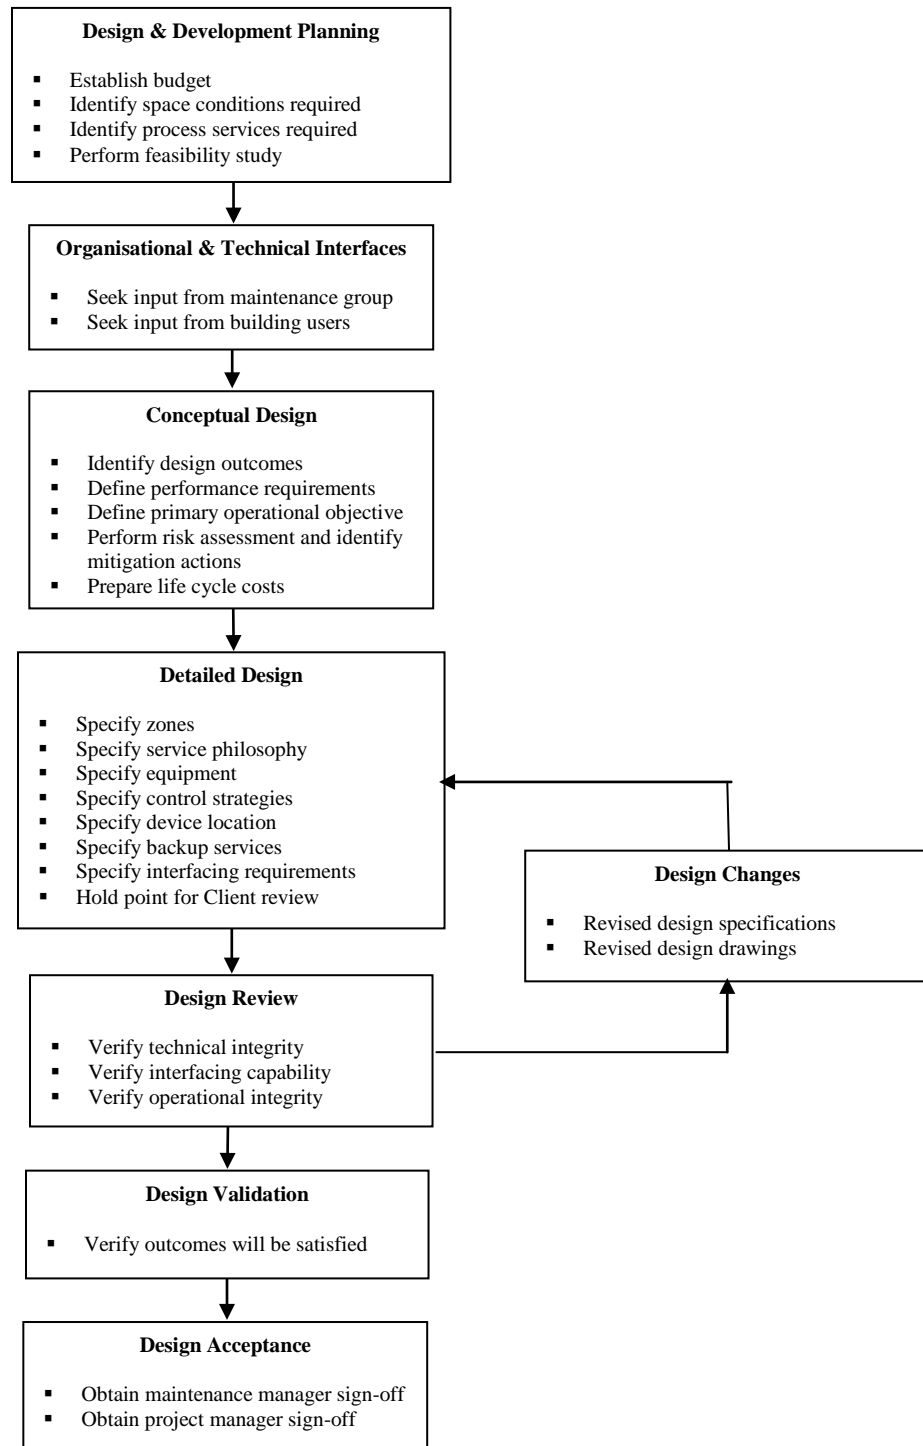 Design & Development Planning
▪ Establish budget
▪ Identify space conditions required
▪ Identify process services required
▪ Perform feasibility study
Organisational & Technical Interfaces
▪ Seek input from maintenance group
▪ Seek input from building users
Conceptual Design
▪ Identify design outcomes
▪ Define performance requirements
▪ Define primary operational objective
▪ Perform risk assessment and identify
mitigation actions
▪ Prepare life cycle costs
Detailed Design
▪ Specify zones
▪ Specify service philosophy
▪ Specify equipment
▪ Specify control strategies
▪ Specify device location
▪ Specify backup services
▪ Specify interfacing requirements
▪ Hold point for Client review
Design Changes
▪ Revised design specifications
▪ Revised design drawings
Design Review
▪ Verify technical integrity
▪ Verify interfacing capability
▪ Verify operational integrity
Design Validation
▪ Verify outcomes will be satisfied
Design Acceptance
▪ Obtain maintenance manager sign-off
▪ Obtain project manager sign-off